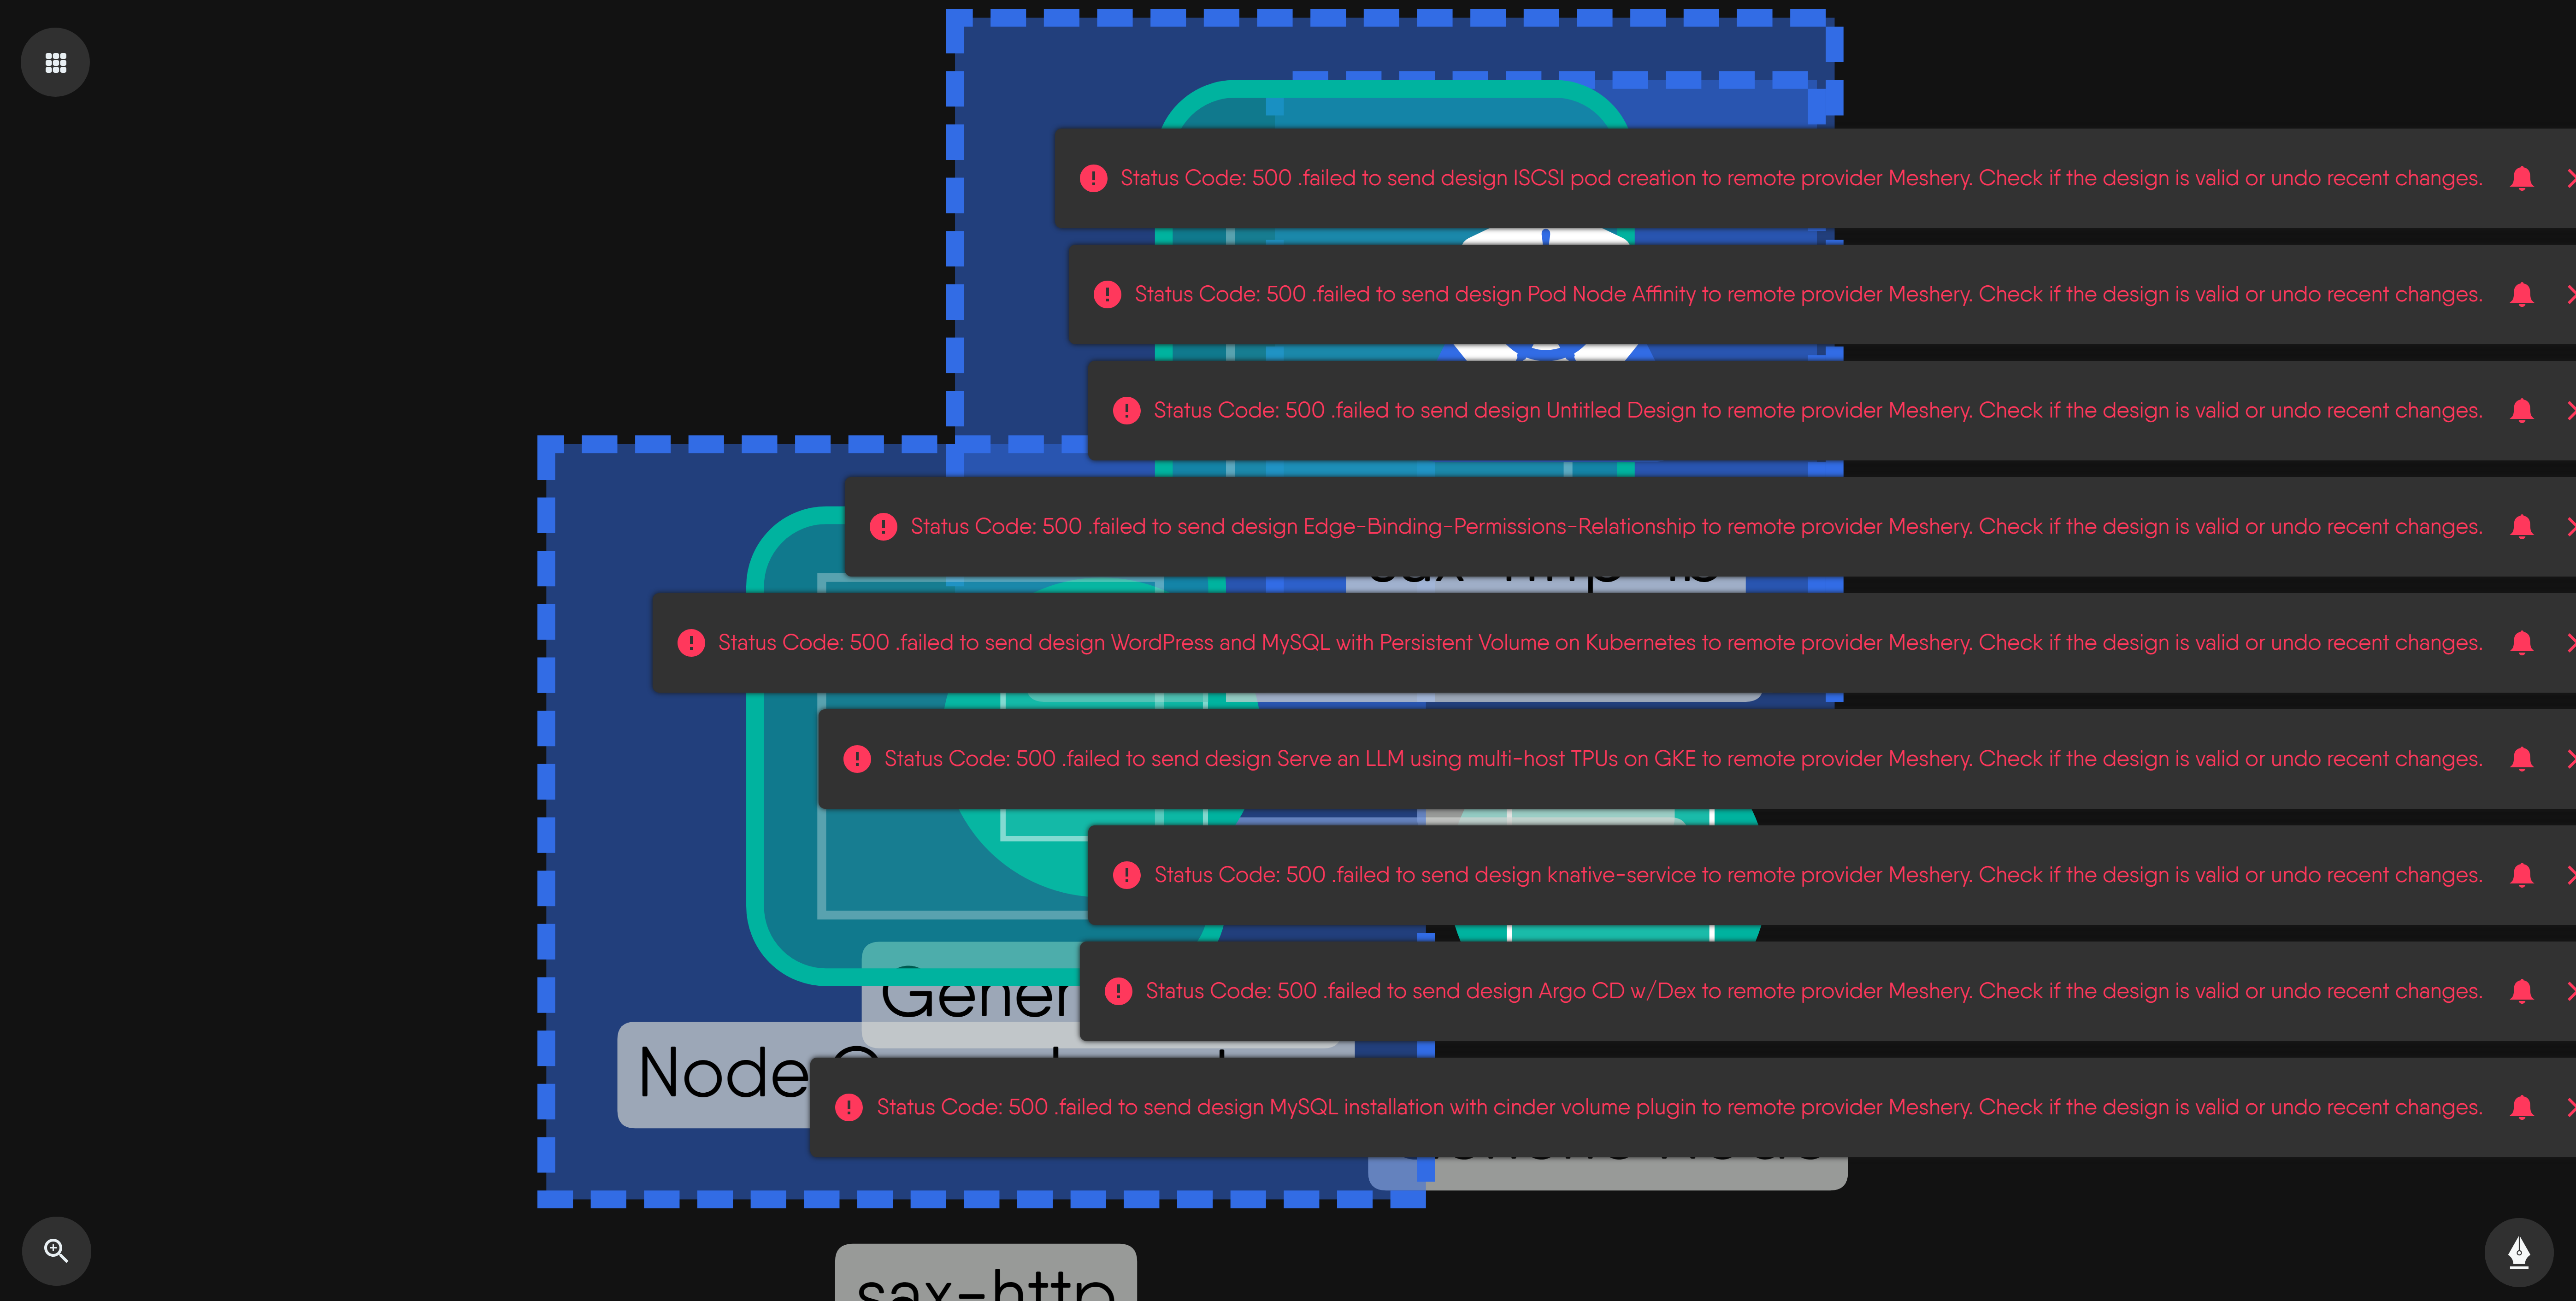 Status Code: 500 .failed to send design ISCSI pod creation to remote provider Meshery. Check if the design is valid or undo recent changes.
Status Code: 500 .failed to send design Pod Node Affinity to remote provider Meshery. Check if the design is valid or undo recent changes.
Status Code: 500 .failed to send design Untitled Design to remote provider Meshery. Check if the design is valid or undo recent changes.
Status Code: 500 .failed to send design Edge-Binding-Permissions-Relationship to remote provider Meshery. Check if the design is valid or undo recent changes.
Status Code: 500 .failed to send design WordPress and MySQL with Persistent Volume on Kubernetes to remote provider Meshery. Check if the design is valid or undo recent changes.
Status Code: 500 .failed to send design Serve an LLM using multi-host TPUs on GKE to remote provider Meshery. Check if the design is valid or undo recent changes.
Status Code: 500 .failed to send design knative-service to remote provider Meshery. Check if the design is valid or undo recent changes.
Status Code: 500 .failed to send design Argo CD w/Dex to remote provider Meshery. Check if the design is valid or undo recent changes.
Gener
Node
Status Code: 500 .failed to send design MySQL installation with cinder volume plugin to remote provider Meshery. Check if the design is valid or undo recent changes.
sax-http